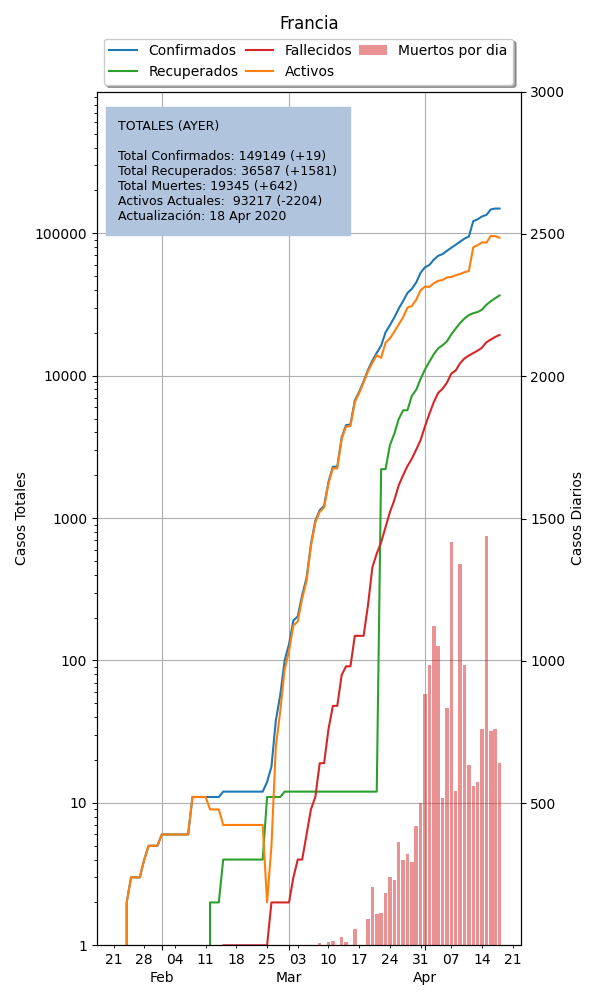 Francia
Confirmados
Recuperados
Fallecidos
Activos
Muertos por dia
TOTALES (AYER)
Total Confirmados: 149149 (+19)
Total Recuperados: 36587 (+1581)
Total Muertes: 19345 (+642)
Activos Actuales:  93217 (-2204)
Actualización: 18 Apr 2020
Casos Totales
100000
10000
1000
100
10
1
3000
2500
2000
1500
1000
500
Casos Diarios
21 28 04 11 18 25 03 10 17 24 31 07 14 21
Feb Mar Apr